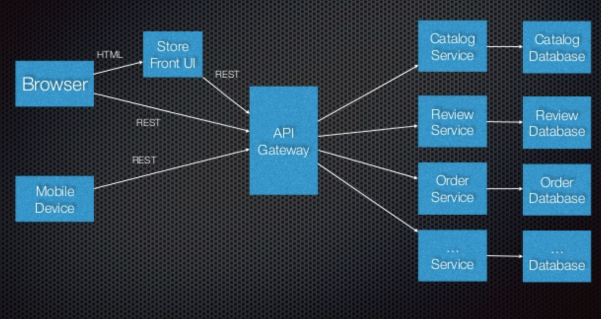 HTML
Store
Front UI
REST
Browser
REST
REST
Mobile
Device
API
Gateway
Catalog
Service
Catalog
Database
Review
Service
Review
Database
Order
Service
Order
Database
...
Service
...
Database